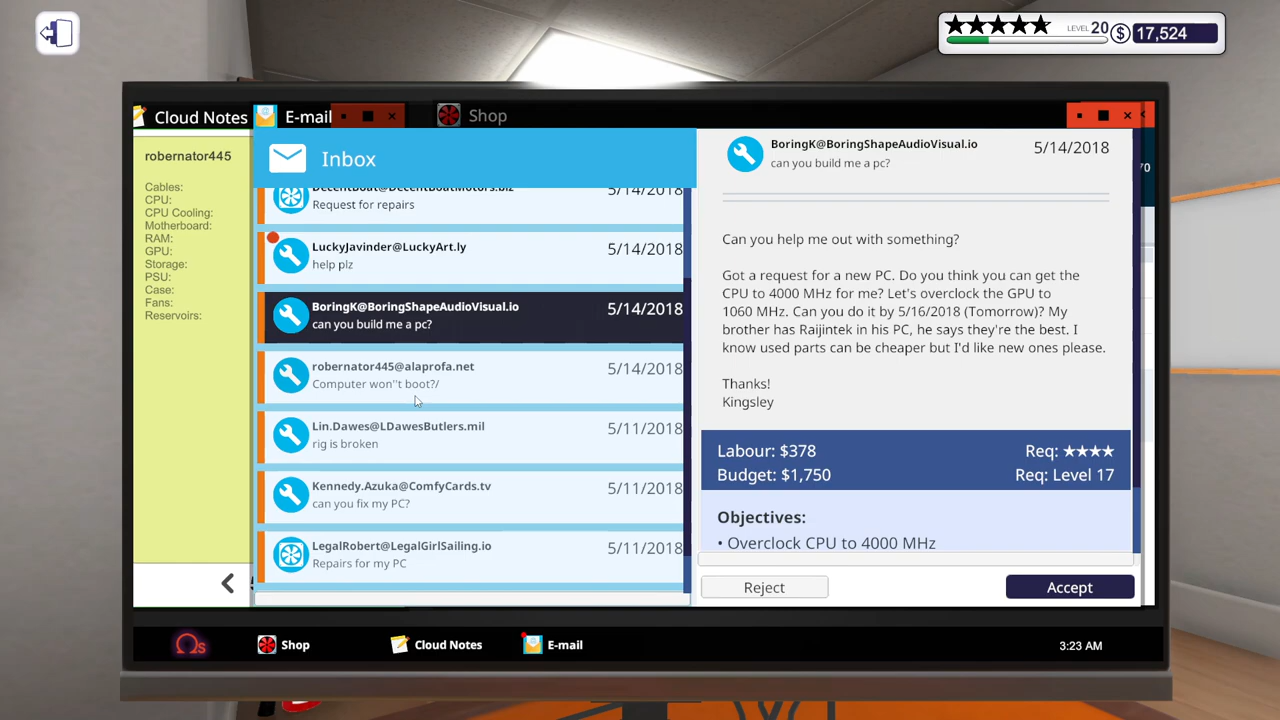 LEVEL 20
$ 17,524
Cloud Notes
E-mail
Shop
robernator445
Cables:
CPU:
CPU Cooling:
Motherboard:
RAM:
GPU:
Storage:
PSU:
Case:
Fans:
Reservoirs:
Inbox
DecentBoat@DecentBoatMotors.biz
5/14/2018
Request for repairs
LuckyJavinder@LuckyArt.ly
5/14/2018
help plz
BoringK@BoringShapeAudioVisual.io
5/14/2018
can you build me a pc?
robernator445@alaprofa.net
5/14/2018
Computer won''t boot?/
Lin.Dawes@LDawesButlers.mil
5/11/2018
rig is broken
Kennedy.Azuka@ComfyCards.tv
5/11/2018
can you fix my PC?
LegalRobert@LegalGirlSailing.io
5/11/2018
Repairs for my PC
BoringK@BoringShapeAudioVisual.io
5/14/2018
can you build me a pc?
Can you help me out with something?
Got a request for a new PC. Do you think you can get the
CPU to 4000 MHz for me? Let's overclock the GPU to
1060 MHz. Can you do it by 5/16/2018 (Tomorrow)? My
brother has Raijintek in his PC, he says they're the best. I
know used parts can be cheaper but I'd like new ones please.
Thanks!
Kingsley
Labour: $378
Req: ★★★★
Budget: $1,750
Req: Level 17
Objectives:
• Overclock CPU to 4000 MHz
Reject
Accept
70
Shop
Cloud Notes
E-mail
3:23 AM